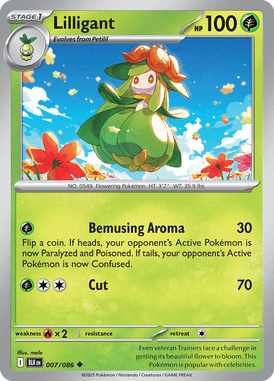 STAGE 1
Lilligant
HP 100
Evolves from Petilil
NO. 0549 Flowering Pokémon HT 3'7" WT 35.9 lbs.
Bemusing Aroma 30
Flip a coin. If heads, your opponent's Active Pokémon is
now Paralyzed and Poisoned. If tails, your opponent's Active
Pokémon is now Confused.
Cut 70
weakness × 2 resistance retreat
Illus. mele
I BLK EN 007/086
Even veteran Trainers face a challenge in
getting its beautiful flower to bloom. This
Pokémon is popular with celebrities.
©2025 Pokémon / Nintendo / Creatures / GAME FREAK